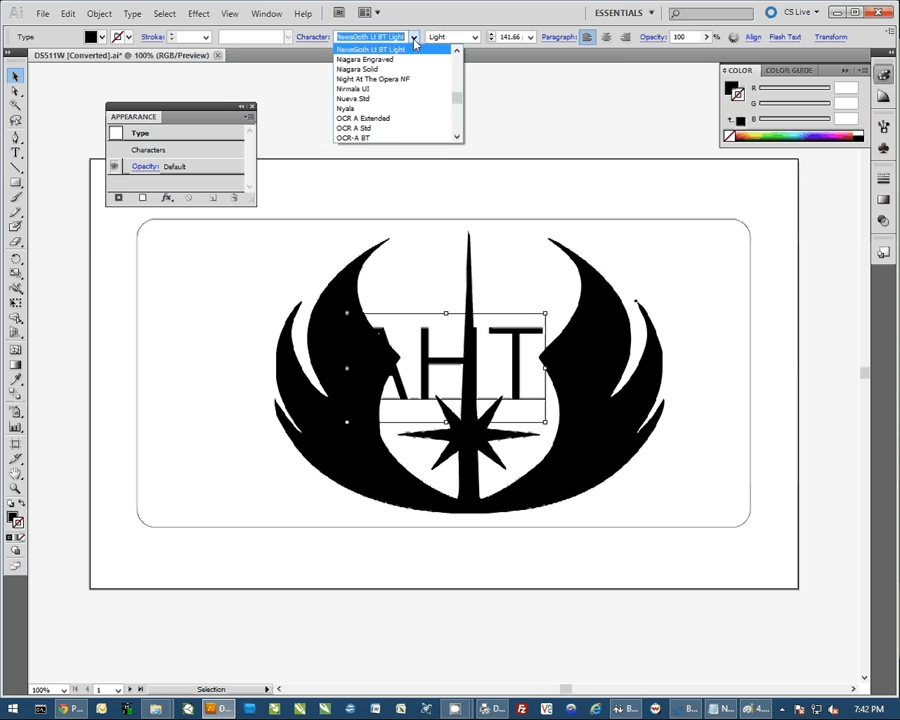 File Edit Object Type Select Effect View Window Help
Br
ESSENTIALS
CS Live
Type
Stroke:
Character:
NewsGoth Lt BT Light
Light
141.66
Paragraph:
Opacity:
100
%
Align
Flash Text
Transform
DS511W [Converted].ai* @ 100% (RGB/Preview)
NewsGoth Lt BT Light
Niagara Engraved
Niagara Solid
Night At The Opera NF
Nirmala UI
Nueva Std
Nyala
OCR A Extended
OCR A Std
OCR-A BT
COLOR
COLOR GUIDE
R
G
B
APPEARANCE
Type
Characters
Opacity: Default
fx
AHT
100%
1
Selection
P...
D...
D...
B...
B...
N...
4...
7:42 PM